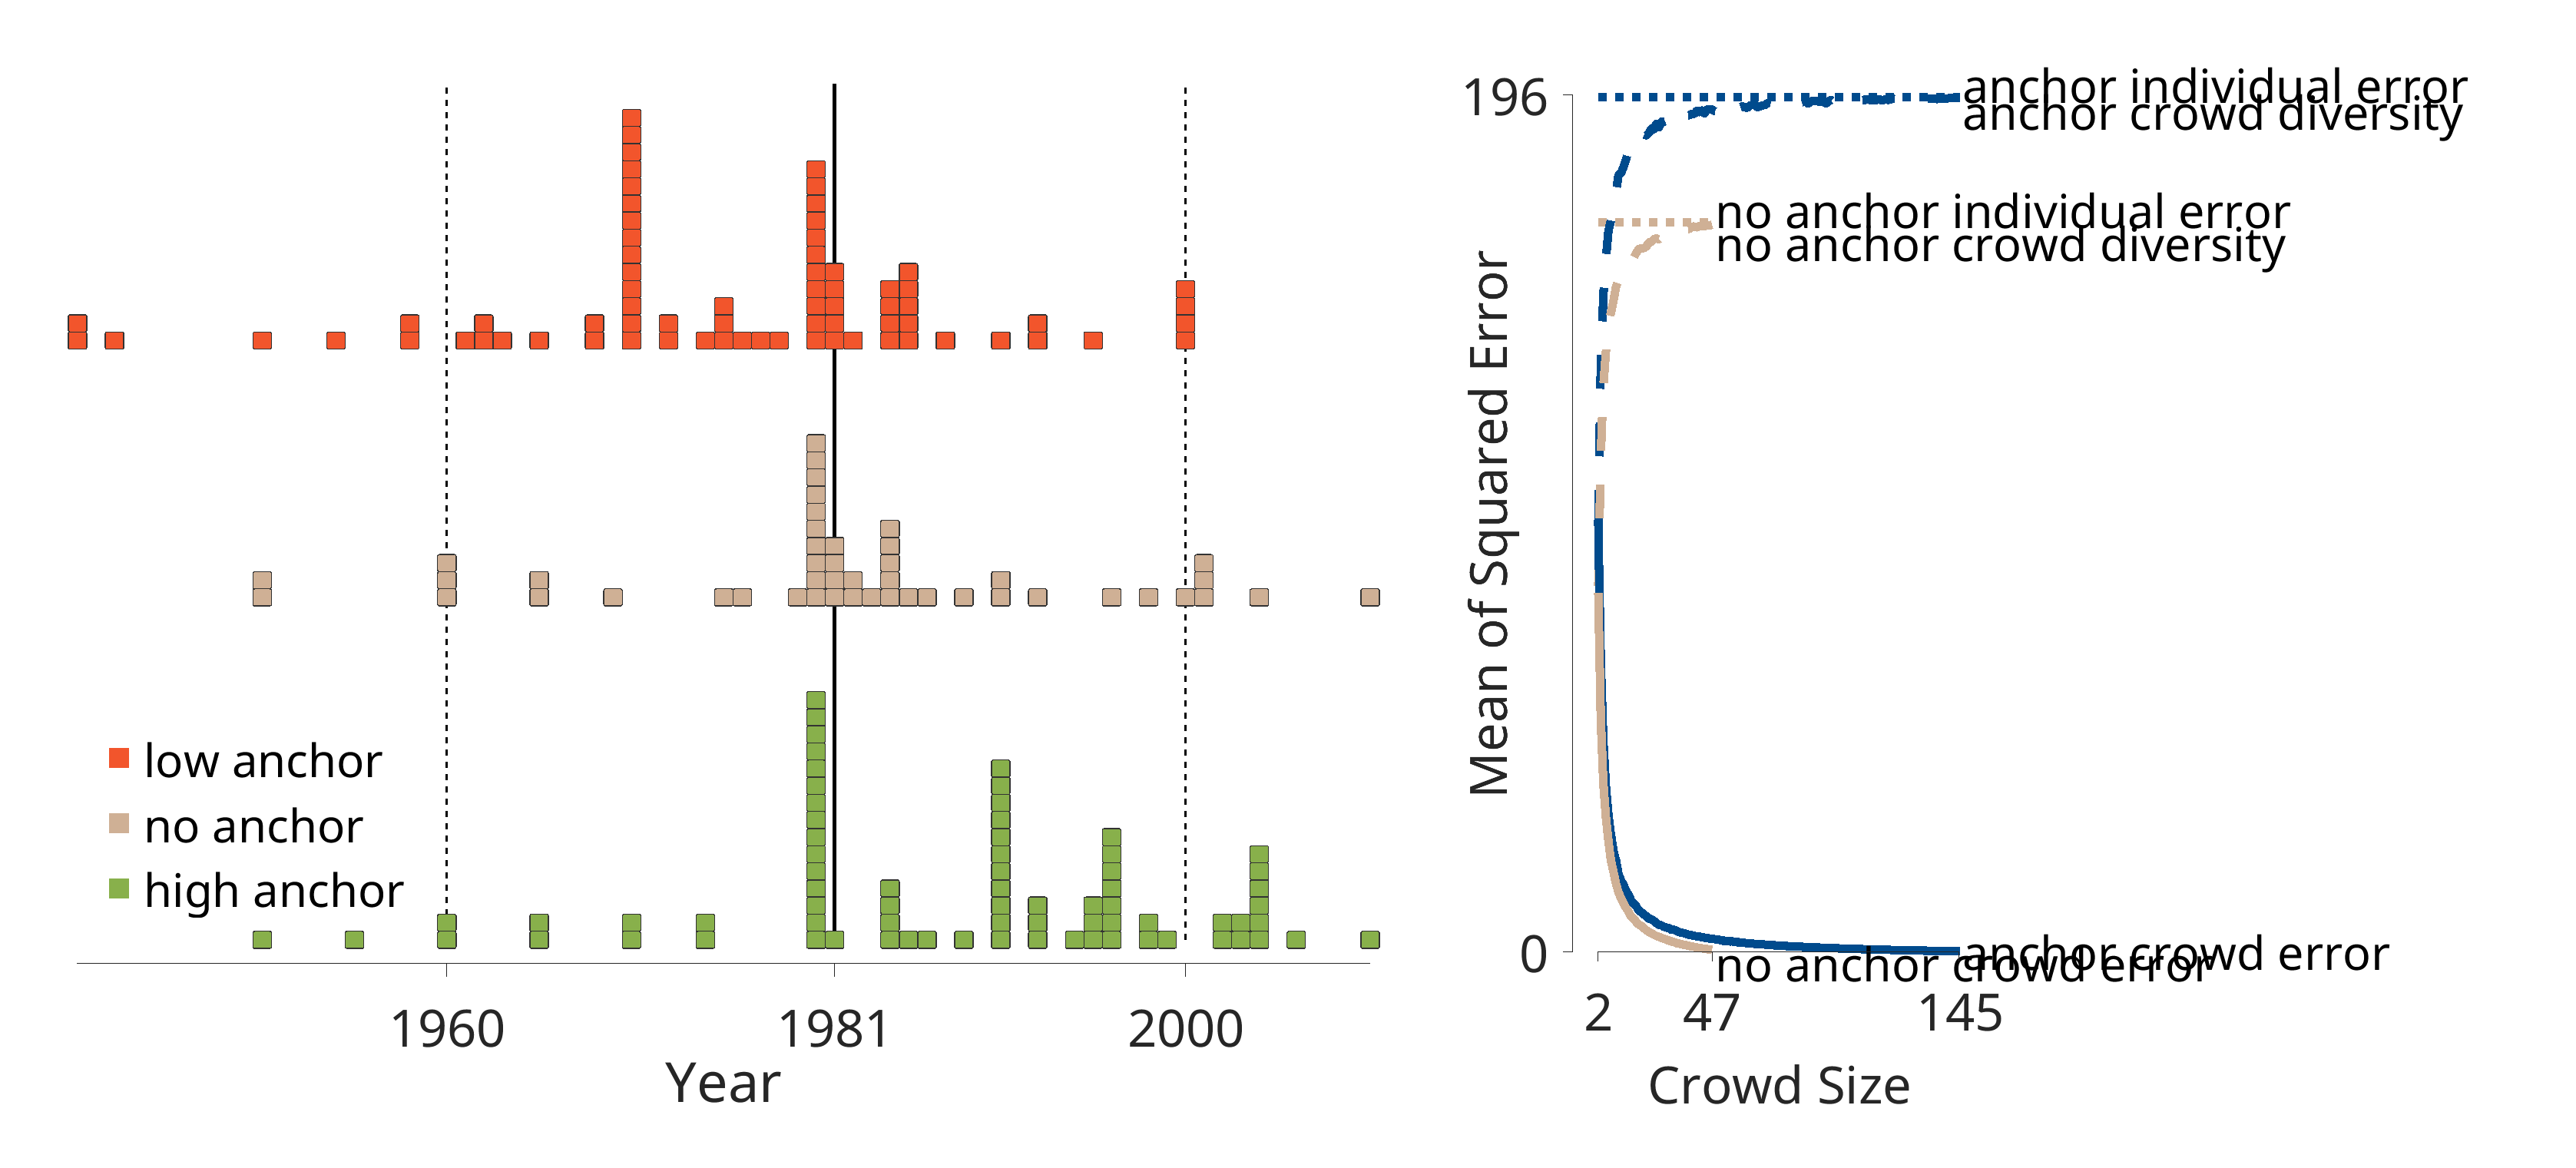 low anchor
no anchor
high anchor
1960
1981
2000
Year
196
Mean of Squared Error
0
anchor individual error
anchor crowd diversity
no anchor individual error
no anchor crowd diversity
anchor crowd error
no anchor crowd error
2
47
145
Crowd Size